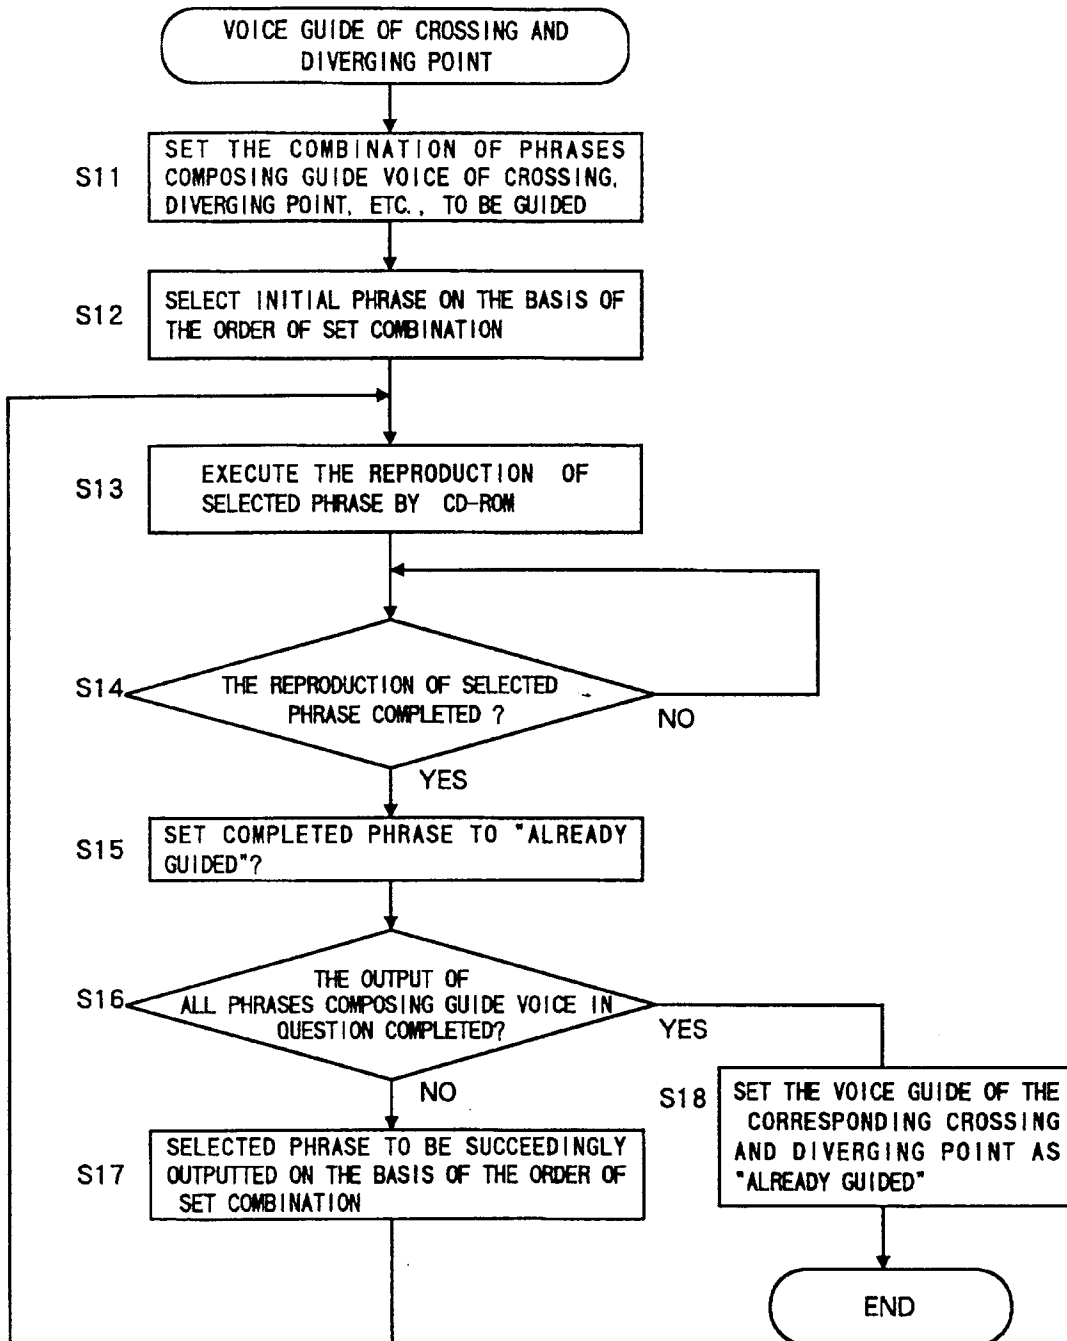 VOICE GUIDE OF CROSSING AND
DIVERGING POINT
S11
SET THE COMBINATION OF PHRASES
COMPOSING GUIDE VOICE OF CROSSING,
DIVERGING POINT, ETC., TO BE GUIDED
S12
SELECT INITIAL PHRASE ON THE BASIS OF
THE ORDER OF SET COMBINATION
S13
EXECUTE THE REPRODUCTION OF
SELECTED PHRASE BY CD-ROM
S14
THE REPRODUCTION OF SELECTED
PHRASE COMPLETED ?
NO
YES
S15
SET COMPLETED PHRASE TO "ALREADY
GUIDED"?
S16
THE OUTPUT OF
ALL PHRASES COMPOSING GUIDE VOICE IN
QUESTION COMPLETED?
YES
NO
S17
SELECTED PHRASE TO BE SUCCEEDINGLY
OUTPUTTED ON THE BASIS OF THE ORDER OF
SET COMBINATION
S18
SET THE VOICE GUIDE OF THE
CORRESPONDING CROSSING
AND DIVERGING POINT AS
"ALREADY GUIDED"
END